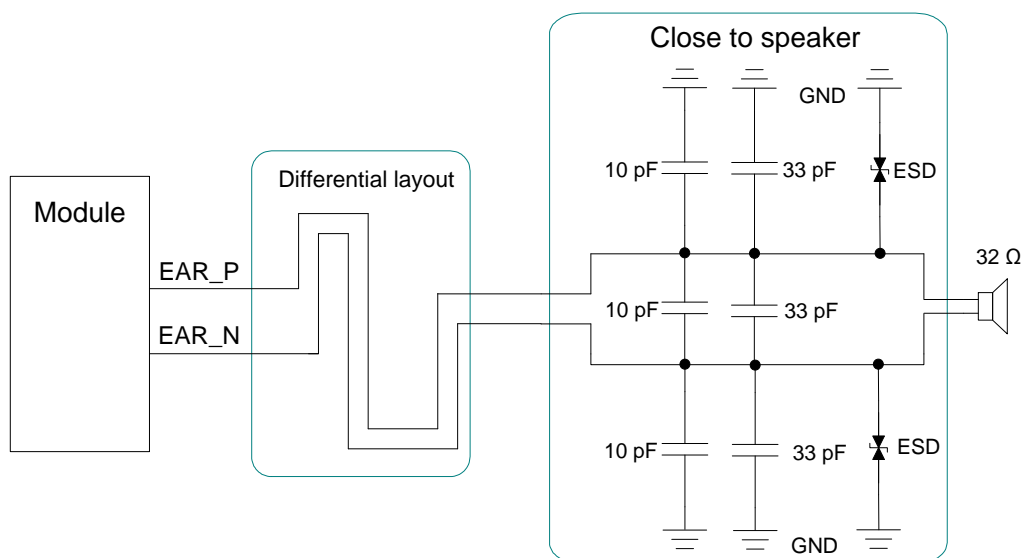 Close to speaker
GND
10 pF
33 pF
ESD
Differential layout
Module
EAR_P
EAR_N
32 Ω
10 pF
33 pF
10 pF
33 pF
ESD
GND